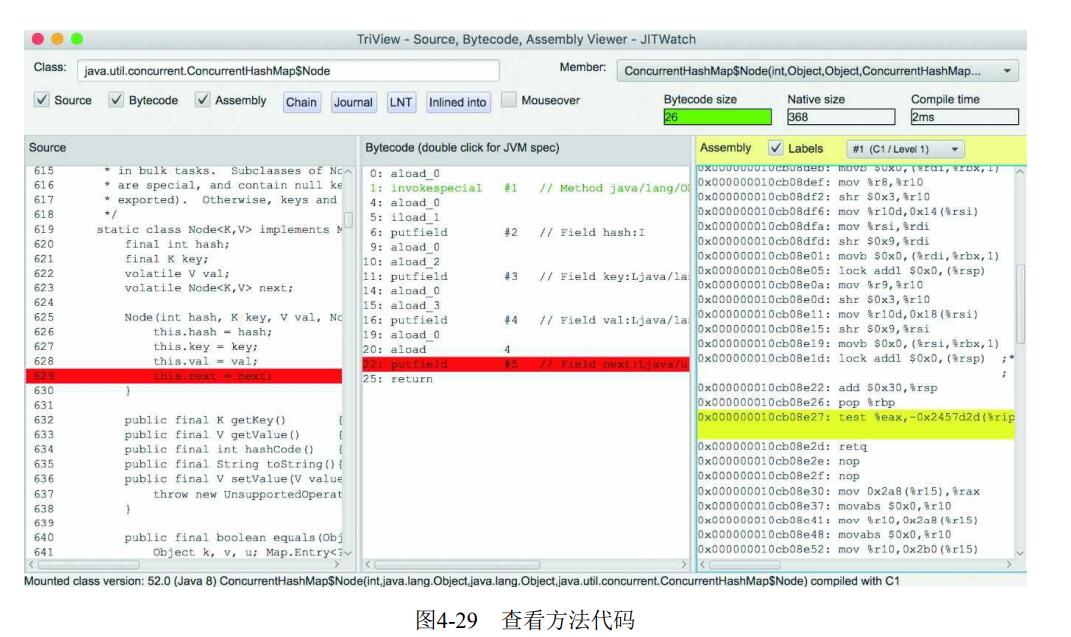 TriView - Source, Bytecode, Assembly Viewer - JITWatch
Class: java.util.concurrent.ConcurrentHashMap$Node Member: ConcurrentHashMap$Node(int,Object,Object,ConcurrentHashMap...
Source Bytecode Assembly Chain Journal LNT Inlined into Mouseover Bytecode size Native size Compile time
26 368 2ms
Source
615 * in bulk tasks. Subclasses of No
616 * are special, and contain null ke
617 * exported). Otherwise, keys and
618 */
619 static class Node<K,V> implements M
620 final int hash;
621 final K key;
622 volatile V val;
623 volatile Node<K,V> next;
624
625 Node(int hash, K key, V val, No
626 this.hash = hash;
627 this.key = key;
628 this.val = val;
629 this.next = next;
630 }
631
632 public final K getKey() {
633 public final V getValue() {
634 public final int hashCode() {
635 public final String toString(){
636 public final V setValue(V value
637 throw new UnsupportedOperat
638 }
639
640 public final boolean equals(Obj
641 Object k, v, u; Map.Entry<?
Bytecode (double click for JVM spec)
0: aload_0
1: invokespecial #1 // Method java/lang/O
4: aload_0
5: iload_1
6: putfield #2 // Field hash:I
9: aload_0
10: aload_2
11: putfield #3 // Field key:Ljava/la
14: aload_0
15: aload_3
16: putfield #4 // Field val:Ljava/la
19: aload_0
20: aload 4
22: putfield #5 // Field next:Ljava/u
25: return
Assembly Labels #1 (C1 / Level 1)
0x000000010cb08deb: movb $0x0,(%rdi,%rbx,1)
0x000000010cb08def: mov %r8,%r10
0x000000010cb08df2: shr $0x3,%r10
0x000000010cb08df6: mov %r10d,0x14(%rsi)
0x000000010cb08dfa: mov %rsi,%rdi
0x000000010cb08dfd: shr $0x9,%rdi
0x000000010cb08e01: movb $0x0,(%rdi,%rbx,1)
0x000000010cb08e05: lock addl $0x0,(%rsp)
0x000000010cb08e0a: mov %r9,%r10
0x000000010cb08e0d: shr $0x3,%r10
0x000000010cb08e11: mov %r10d,0x18(%rsi)
0x000000010cb08e15: shr $0x9,%rsi
0x000000010cb08e19: movb $0x0,(%rsi,%rbx,1)
0x000000010cb08e1d: lock addl $0x0,(%rsp) ;*
;
0x000000010cb08e22: add $0x30,%rsp
0x000000010cb08e26: pop %rbp
0x000000010cb08e27: test %eax,-0x2457d2d(%rip
0x000000010cb08e2d: retq
0x000000010cb08e2e: nop
0x000000010cb08e2f: nop
0x000000010cb08e30: mov 0x2a8(%r15),%rax
0x000000010cb08e37: movabs $0x0,%r10
0x000000010cb08e41: mov %r10,0x2a8(%r15)
0x000000010cb08e48: movabs $0x0,%r10
0x000000010cb08e52: mov %r10,0x2b0(%r15)
Mounted class version: 52.0 (Java 8) ConcurrentHashMap$Node(int,java.lang.Object,java.lang.Object,java.util.concurrent.ConcurrentHashMap$Node) compiled with C1
图4-29 查看方法代码